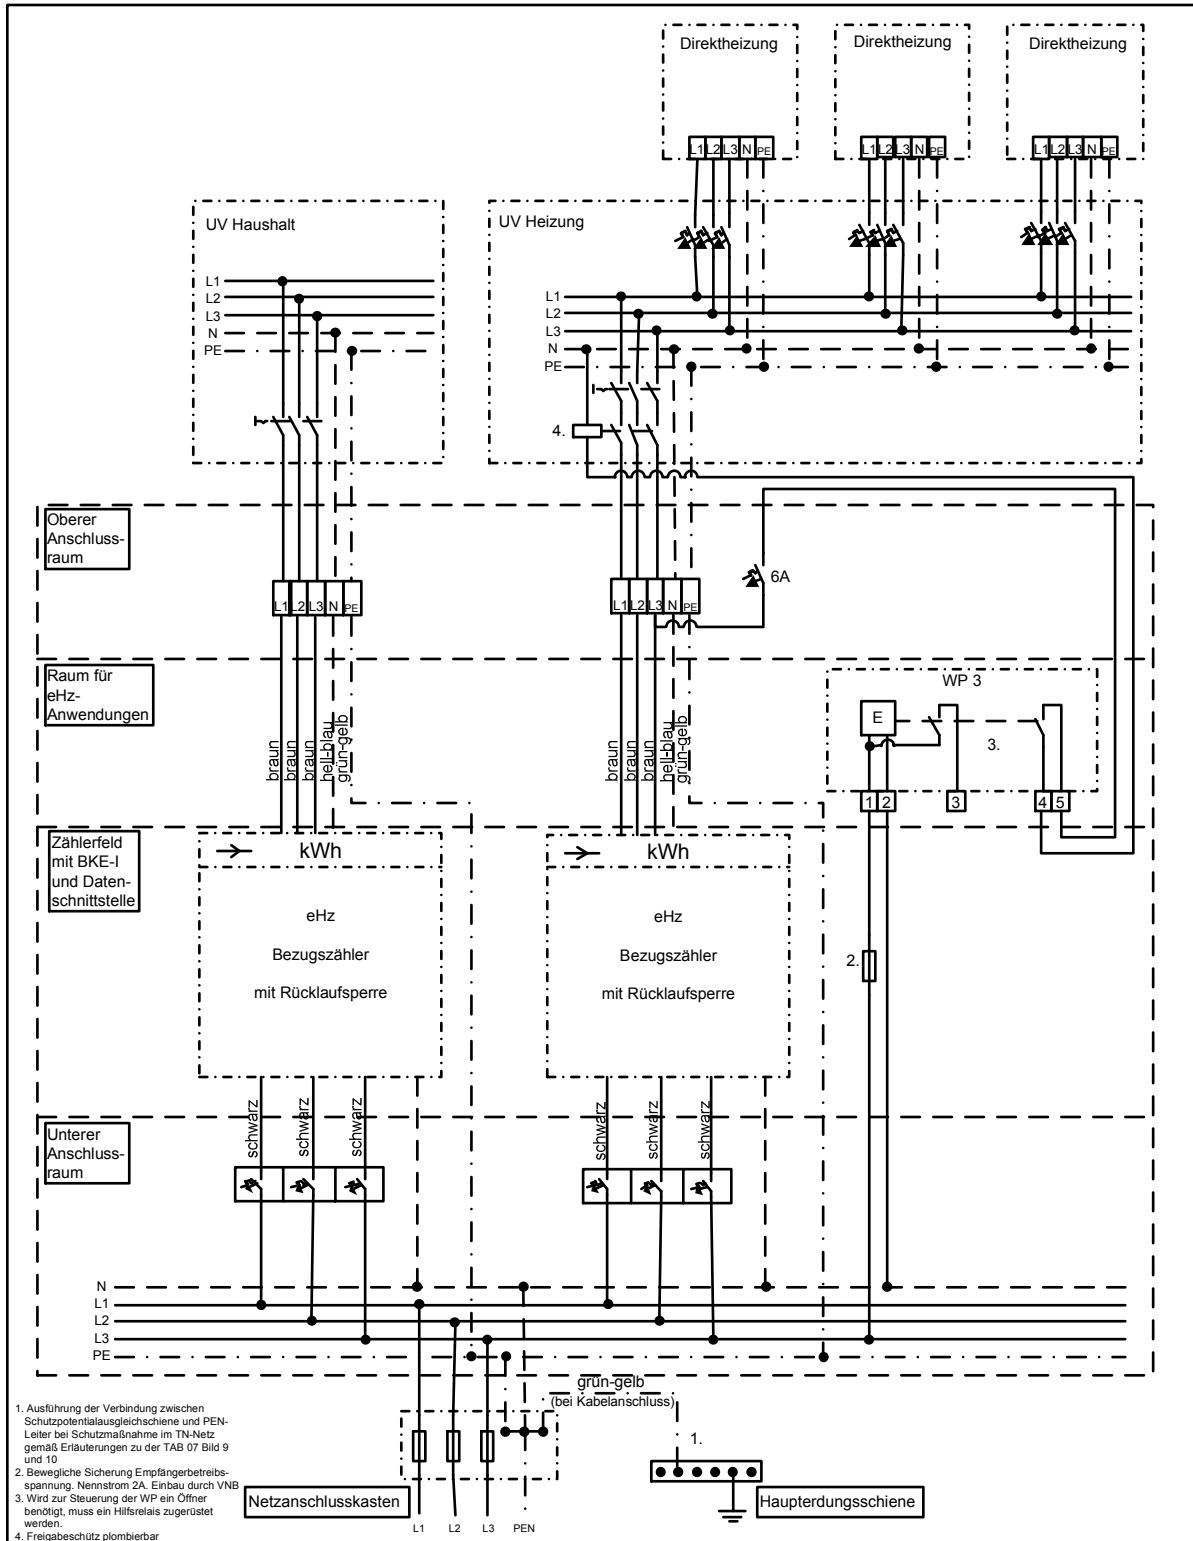 Direktheizung
Direktheizung
Direktheizung
L1 L2 L3 N PE
L1 L2 L3 N PE
L1 L2 L3 N PE
UV Haushalt
UV Heizung
L1
L2
L3
N
PE
L1
L2
L3
N
PE
4.
Oberer
Anschluss-
raum
6A
L1 L2 L3 N PE
L1 L2 L3 N PE
Raum für
eHz-
Anwendungen
WP 3
E
3.
braun
braun
braun
hell-blau
grün-gelb
braun
braun
braun
hell-blau
grün-gelb
1 2 3 4 5
Zählerfeld
mit BKE-I
und Daten-
schnittstelle
kWh
kWh
eHz
Bezugszähler
mit Rücklaufsperre
eHz
Bezugszähler
mit Rücklaufsperre
2.
Unterer
Anschluss-
raum
schwarz
schwarz
schwarz
schwarz
schwarz
schwarz
N
L1
L2
L3
PE
grün-gelb
(bei Kabelanschluss)
1.
1. Ausführung der Verbindung zwischen
Schutzpotentialausgleichschiene und PEN-
Leiter bei Schutzmaßnahme im TN-Netz
gemäß Erläuterungen zu der TAB 07 Bild 9
und 10
2. Bewegliche Sicherung Empfängerbetreibs-
spannung. Nennstrom 2A. Einbau durch VNB
3. Wird zur Steuerung der WP ein Öffner
benötigt, muss ein Hilfsrelais zugerüstet
werden.
4. Freigabeschütz plombierbar
Netzanschlusskasten
Haupterdungsschiene
L1 L2 L3 PEN